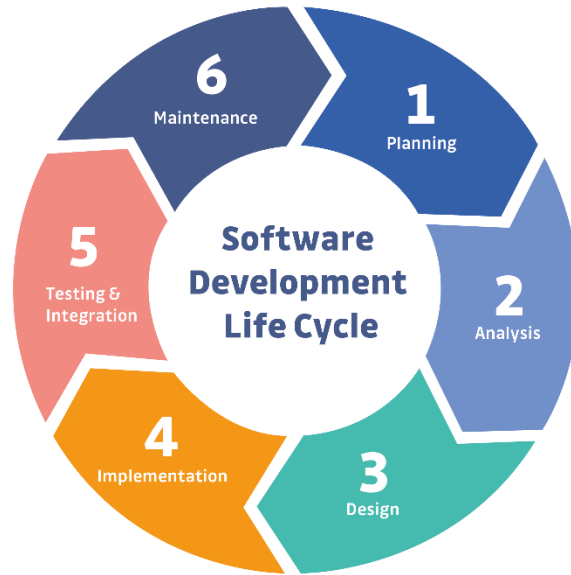 Software
Development
Life Cycle
1
Planning
2
Analysis
3
Design
4
Implementation
5
Testing &
Integration
6
Maintenance